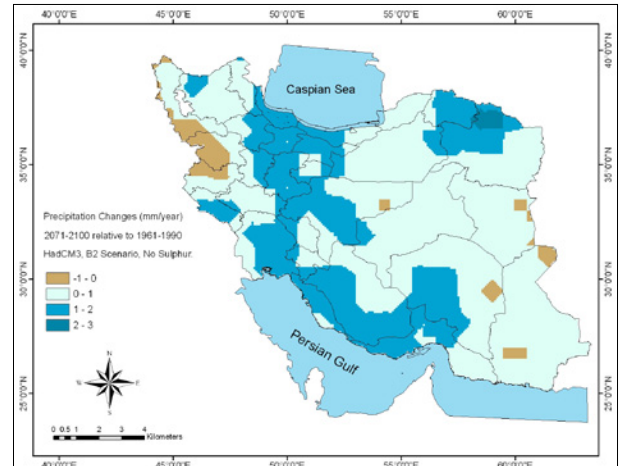 40°0'0"E 45°0'0"E 50°0'0"E 55°0'0"E 60°0'0"E
40°0'0"N
40°0'0"N
Caspian Sea
35°0'0"N
35°0'0"N
Precipitation Changes (mm/year)
2071-2100 relative to 1961-1990
HadCM3, B2 Scenario, No Sulphur.
-1 - 0
0 - 1
1 - 2
2 - 3
30°0'0"N
30°0'0"N
Persian Gulf
N
W E
S
25°0'0"N
25°0'0"N
0 0.5 1 2 3 4
Kilometers
40°0'0"E 45°0'0"E 50°0'0"E 55°0'0"E 60°0'0"E